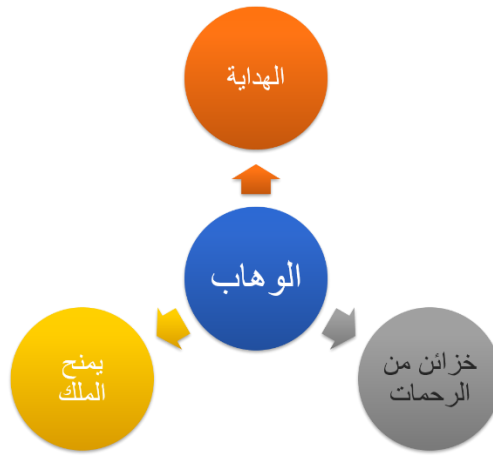 الهداية
الوهاب
خزائن من
الرحمات
يمنح
الملك